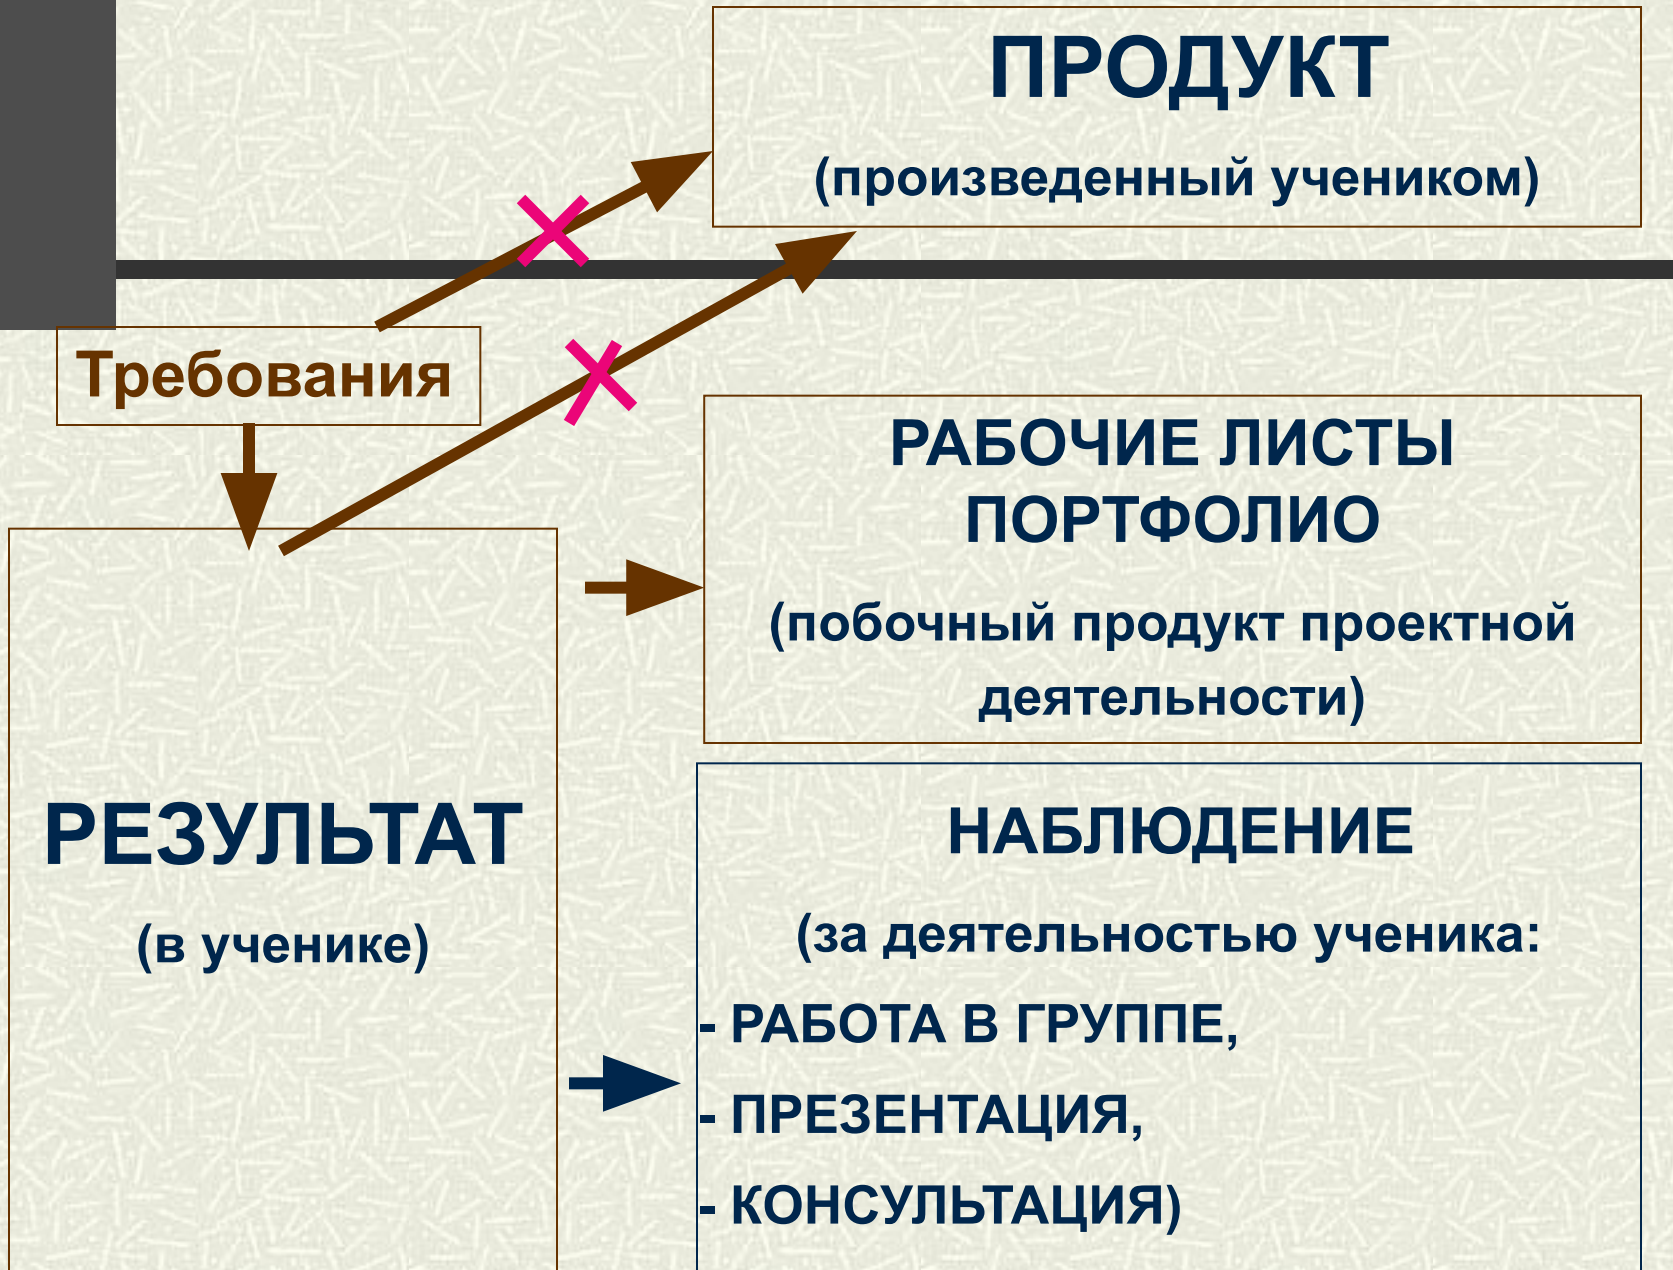 ПРОДУКТ
(произведенный учеником)
Требования
РАБОЧИЕ ЛИСТЫ
ПОРТФОЛИО
(побочный продукт проектной
деятельности)
РЕЗУЛЬТАТ
(в ученике)
НАБЛЮДЕНИЕ
(за деятельностью ученика:
- РАБОТА В ГРУППЕ,
- ПРЕЗЕНТАЦИЯ,
- КОНСУЛЬТАЦИЯ)